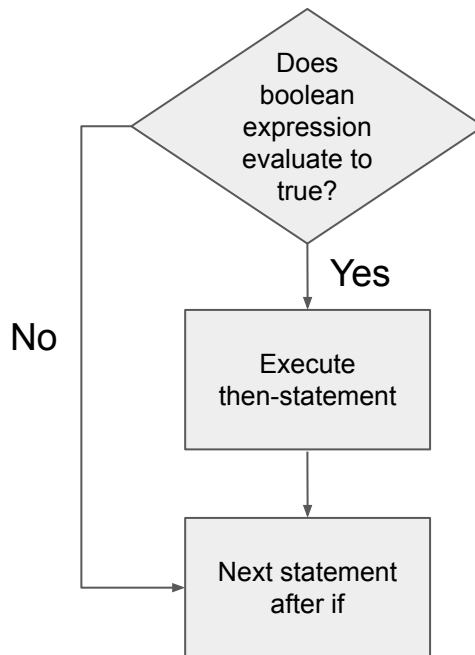 Does
boolean
expression
evaluate to
true?
Yes
No
Execute
then-statement
Next statement
after if